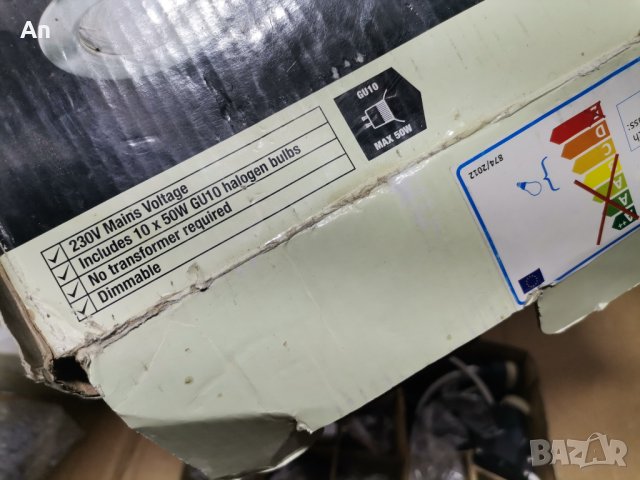 An
GU10
MAX 50W
230V Mains Voltage
Includes 10 x 50W GU10 halogen bulbs
No transformer required
Dimmable
874/2012
BAZAR